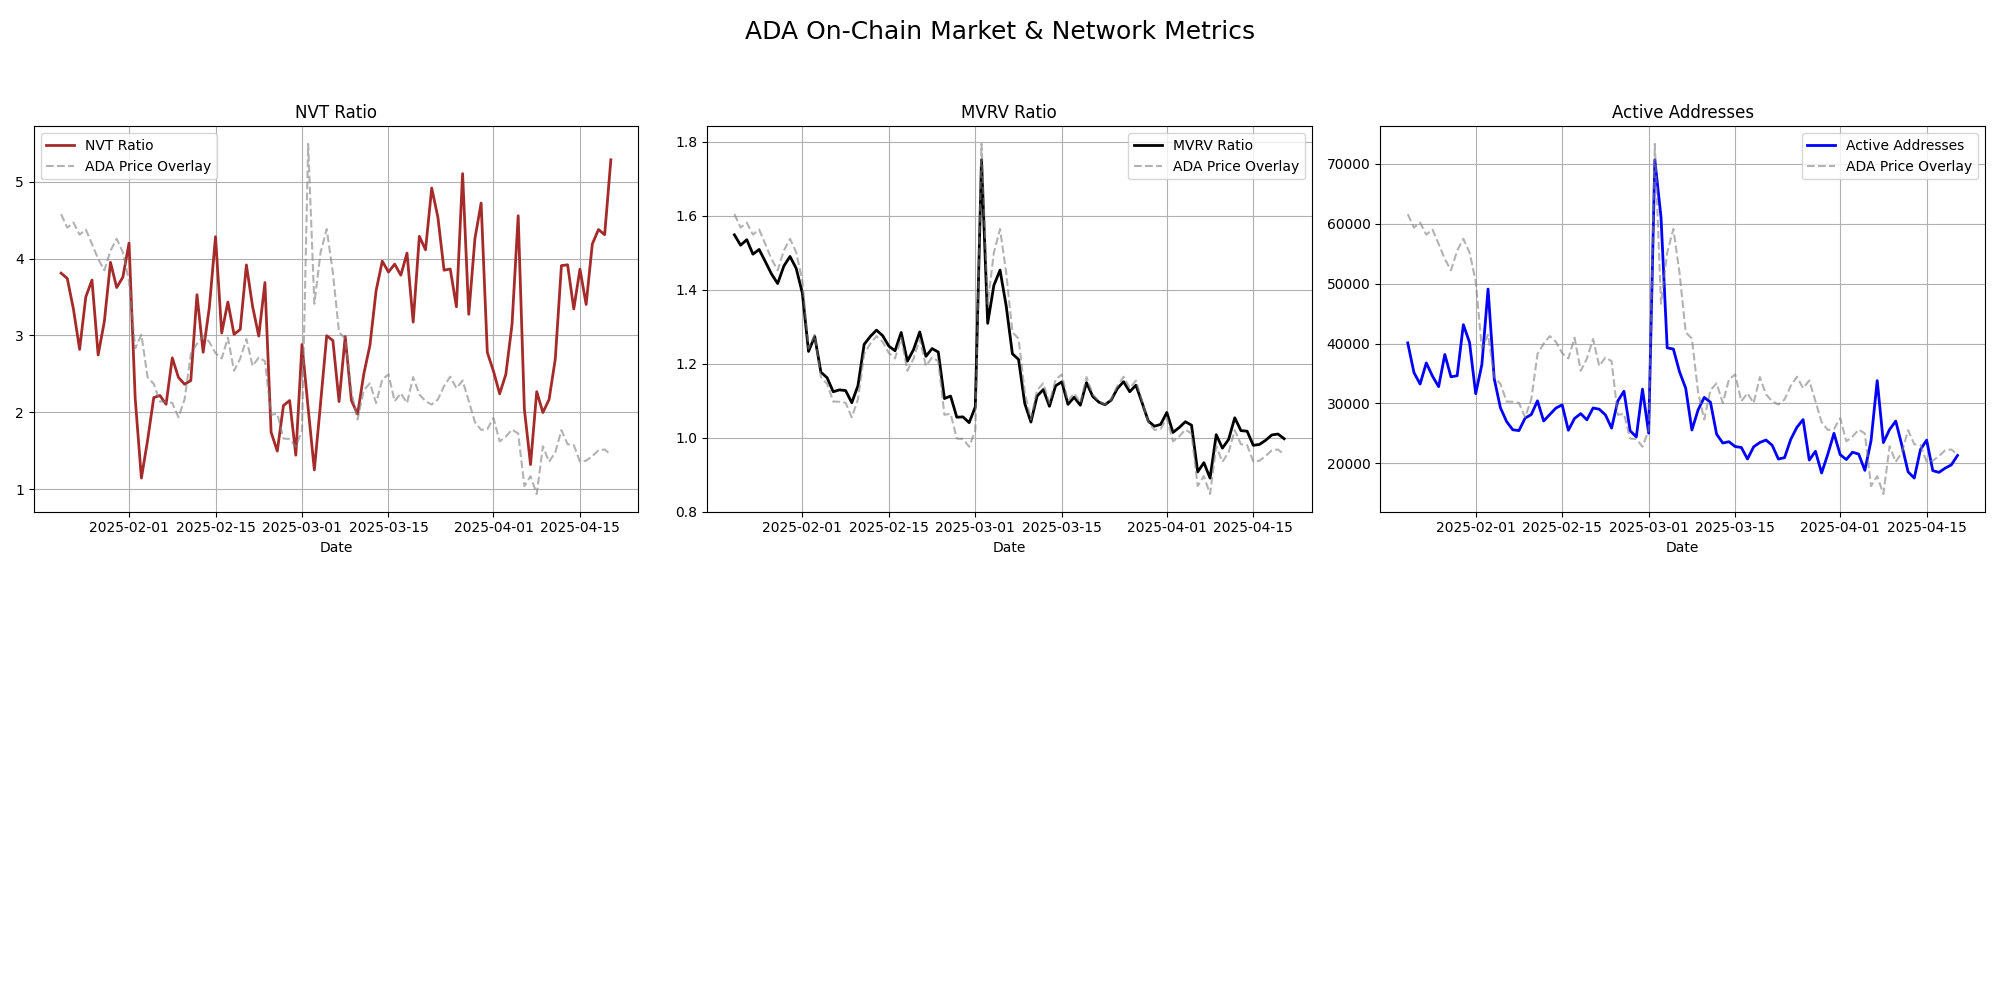 ADA On-Chain Market & Network Metrics
NVT Ratio
NVT Ratio
ADA Price Overlay
5
4
3
2
1
2025-02-01 2025-02-15 2025-03-01 2025-03-15 2025-04-01 2025-04-15
Date
MVRV Ratio
MVRV Ratio
ADA Price Overlay
1.8
1.6
1.4
1.2
1.0
0.8
2025-02-01 2025-02-15 2025-03-01 2025-03-15 2025-04-01 2025-04-15
Date
Active Addresses
Active Addresses
ADA Price Overlay
70000
60000
50000
40000
30000
20000
2025-02-01 2025-02-15 2025-03-01 2025-03-15 2025-04-01 2025-04-15
Date